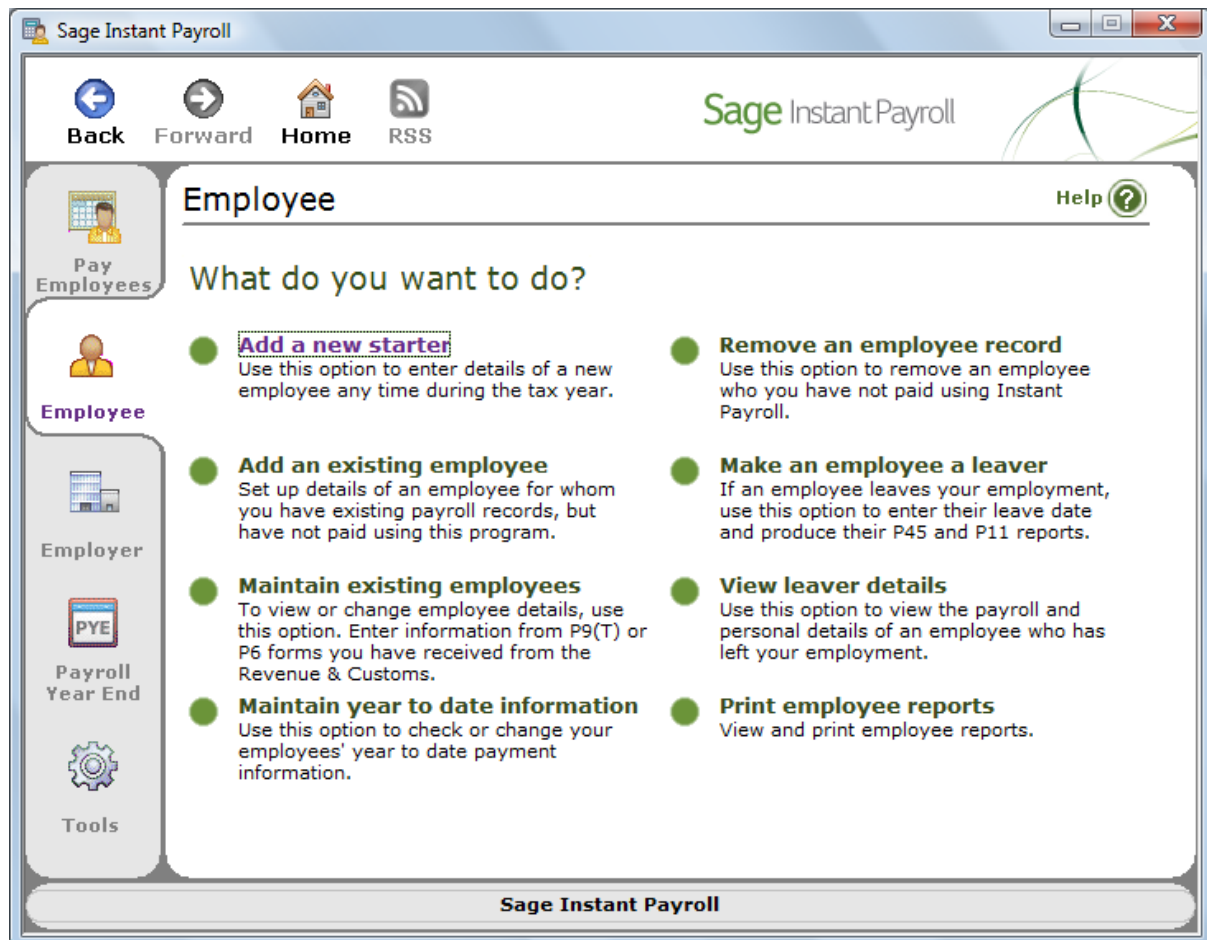 Sage Instant Payroll
Back
Forward
Home
RSS
Sage Instant Payroll
Pay
Employees
Employee
Employer
PYE
Payroll
Year End
Tools
Employee
Help ?
What do you want to do?
Add a new starter
Use this option to enter details of a new
employee any time during the tax year.
Add an existing employee
Set up details of an employee for whom
you have existing payroll records, but
have not paid using this program.
Maintain existing employees
To view or change employee details, use
this option. Enter information from P9(T) or
P6 forms you have received from the
Revenue & Customs.
Maintain year to date information
Use this option to check or change your
employees' year to date payment
information.
Remove an employee record
Use this option to remove an employee
who you have not paid using Instant
Payroll.
Make an employee a leaver
If an employee leaves your employment,
use this option to enter their leave date
and produce their P45 and P11 reports.
View leaver details
Use this option to view the payroll and
personal details of an employee who has
left your employment.
Print employee reports
View and print employee reports.
Sage Instant Payroll